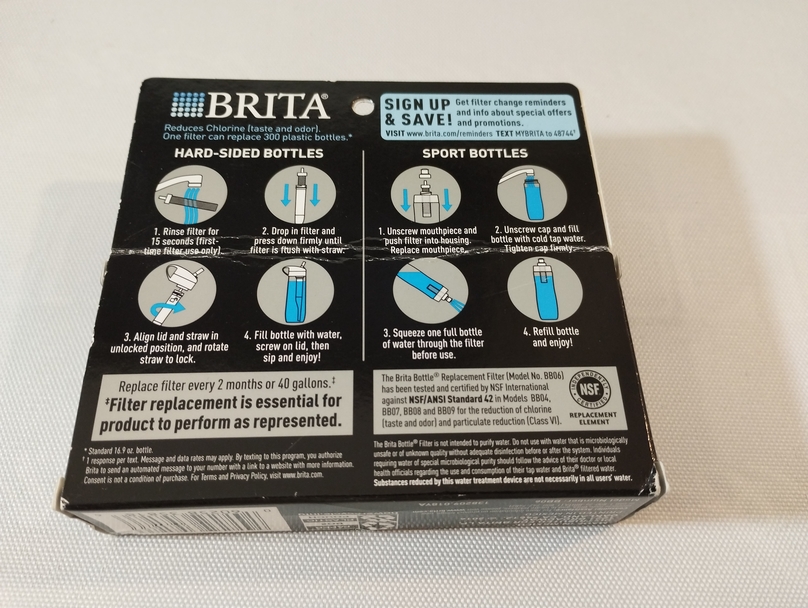 BRITA®
Reduces Chlorine (taste and odor).
One filter can replace 300 plastic bottles.*
SIGN UP
& SAVE!
Get filter change reminders
and info about special offers
and promotions.
VISIT www.brita.com/reminders TEXT MYBRITA to 48744†
HARD-SIDED BOTTLES
1. Rinse filter for
15 seconds (first-
time filter use only).
2. Drop in filter and
press down firmly until
filter is flush with straw.
3. Align lid and straw in
unlocked position, and rotate
straw to lock.
4. Fill bottle with water,
screw on lid, then
sip and enjoy!
SPORT BOTTLES
1. Unscrew mouthpiece and
push filter into housing.
Replace mouthpiece.
2. Unscrew cap and fill
bottle with cold tap water.
Tighten cap firmly.
3. Squeeze one full bottle
of water through the filter
before use.
4. Refill bottle
and enjoy!
Replace filter every 2 months or 40 gallons.‡
‡Filter replacement is essential for
product to perform as represented.
The Brita Bottle® Replacement Filter (Model No. BB06)
has been tested and certified by NSF International
against NSF/ANSI Standard 42 in Models BB04,
BB07, BB08 and BB09 for the reduction of chlorine
(taste and odor) and particulate reduction (Class VI).
INDEPENDENTLY
NSF
CERTIFIED
REPLACEMENT
ELEMENT
* Standard 16.9 oz. bottle.
† 1 response per text. Message and data rates may apply. By texting to this program, you authorize
Brita to send an automated message to your number with a link to a website with more information.
Consent is not a condition of purchase. For Terms and Privacy Policy, visit www.brita.com.
The Brita Bottle® Filter is not intended to purify water. Do not use with water that is microbiologically
unsafe or of unknown quality without adequate disinfection before or after the system. Individuals
requiring water of special microbiological purity should follow the advice of their doctor or local
health officials regarding the use and consumption of the tap water and Brita® filtered water.
Substances reduced by this water treatment device are not necessarily in all users' water.